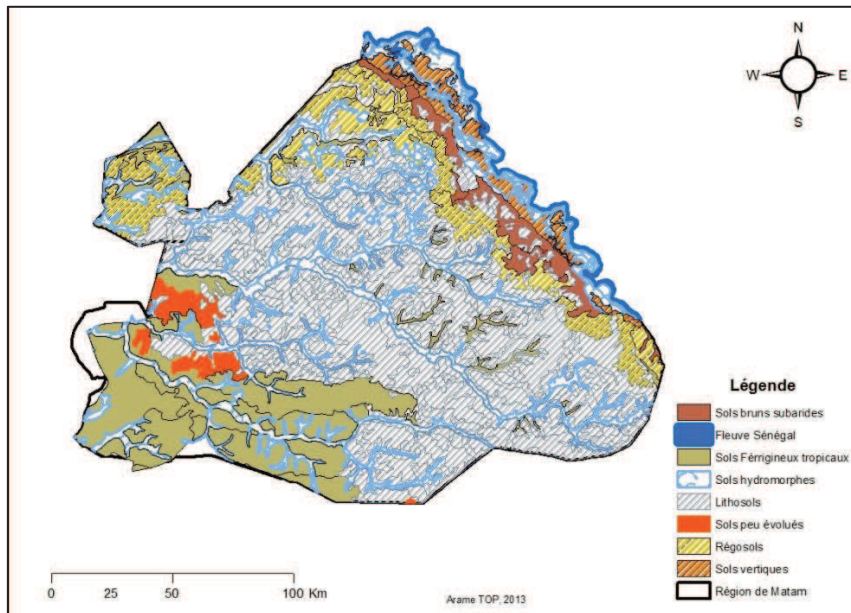 N
W E
S
Légende
Sols bruns subarides
Fleuve Sénégal
Sols Férrigineux tropicaux
Sols hydromorphes
Lithosols
Sols peu évolués
Régosols
Sols vertiques
Région de Matam
0 25 50 100 Km
Arame TOP, 2013